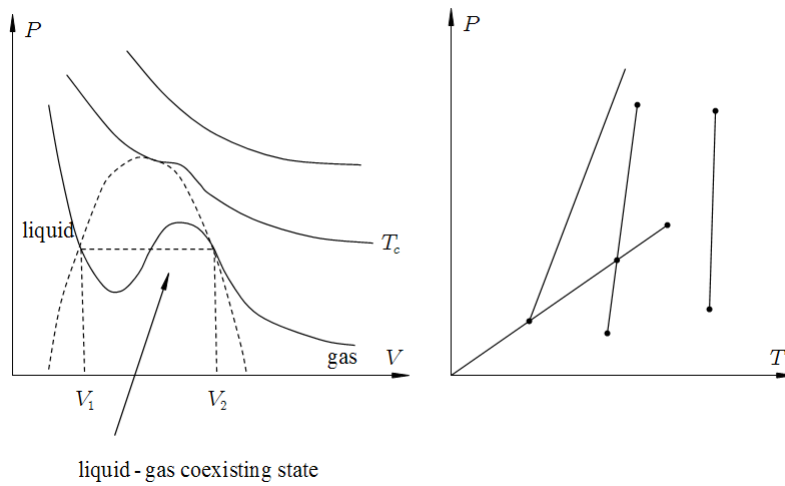 P
liquid
T_c
gas
V
V_1
V_2
liquid - gas coexisting state
P
T